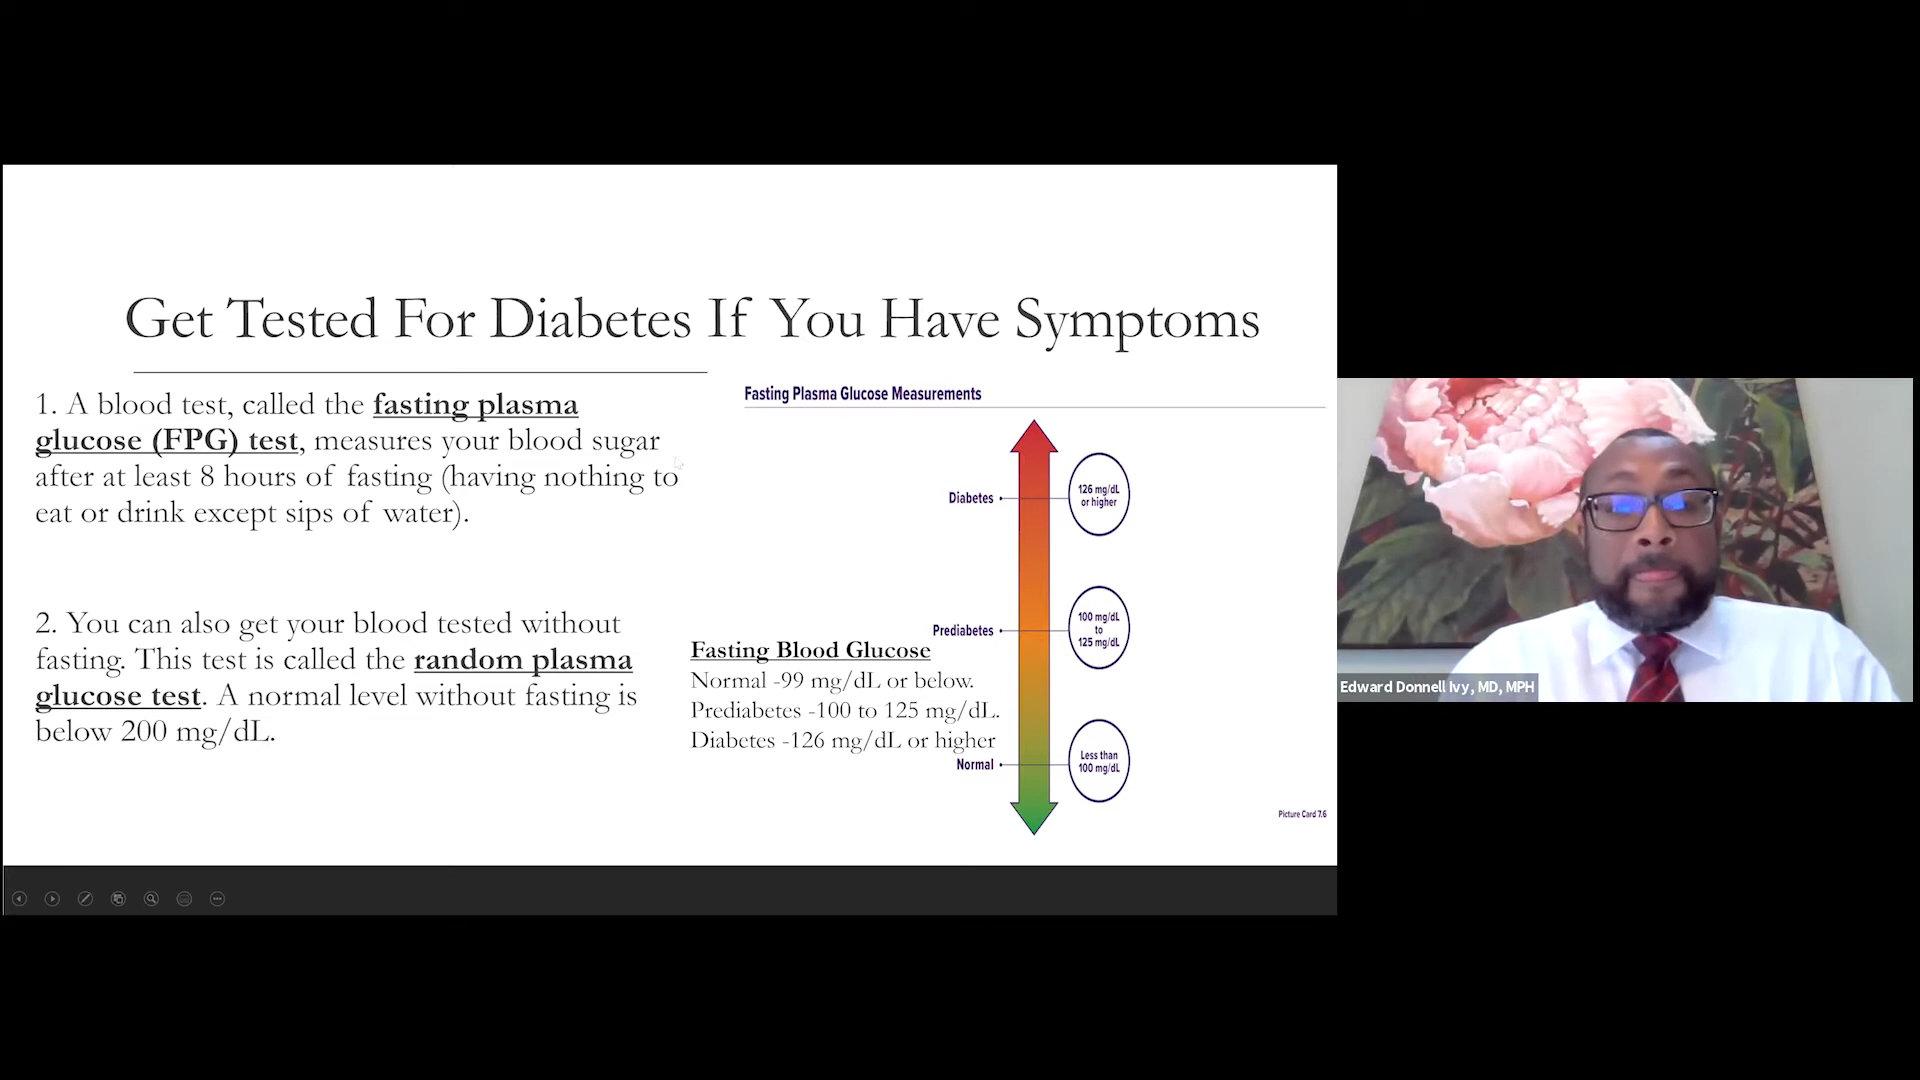 Get Tested For Diabetes If You Have Symptoms
1. A blood test, called the fasting plasma
glucose (FPG) test, measures your blood sugar
after at least 8 hours of fasting (having nothing to
eat or drink except sips of water).
2. You can also get your blood tested without
fasting. This test is called the random plasma
glucose test. A normal level without fasting is
below 200 mg/dL.
Fasting Blood Glucose
Normal -99 mg/dL or below.
Prediabetes -100 to 125 mg/dL.
Diabetes -126 mg/dL or higher
Fasting Plasma Glucose Measurements
Diabetes
126 mg/dL
or higher
Prediabetes
100 mg/dL
to
125 mg/dL
Normal
Less than
100 mg/dL
Picture Card 7.6
Edward Donnell Ivy, MD, MPH